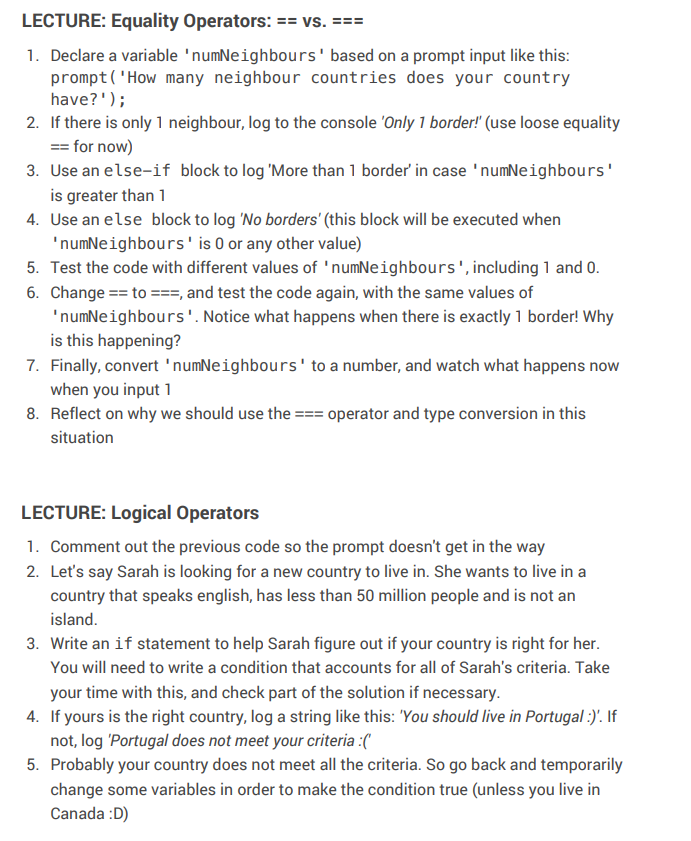 LECTURE: Equality Operators: == vs. ===
1. Declare a variable 'numNeighbours' based on a prompt input like this:
prompt('How many neighbour countries does your country
have?');
2. If there is only 1 neighbour, log to the console 'Only 1 border!' (use loose equality
== for now)
3. Use an else-if block to log 'More than 1 border' in case 'numNeighbours'
is greater than 1
4. Use an else block to log 'No borders' (this block will be executed when
'numNeighbours' is 0 or any other value)
5. Test the code with different values of 'numNeighbours', including 1 and 0.
6. Change == to ===, and test the code again, with the same values of
'numNeighbours'. Notice what happens when there is exactly 1 border! Why
is this happening?
7. Finally, convert 'numNeighbours' to a number, and watch what happens now
when you input 1
8. Reflect on why we should use the === operator and type conversion in this
situation
LECTURE: Logical Operators
1. Comment out the previous code so the prompt doesn't get in the way
2. Let's say Sarah is looking for a new country to live in. She wants to live in a
country that speaks english, has less than 50 million people and is not an
island.
3. Write an if statement to help Sarah figure out if your country is right for her.
You will need to write a condition that accounts for all of Sarah's criteria. Take
your time with this, and check part of the solution if necessary.
4. If yours is the right country, log a string like this: 'You should live in Portugal :)'. If
not, log 'Portugal does not meet your criteria :('
5. Probably your country does not meet all the criteria. So go back and temporarily
change some variables in order to make the condition true (unless you live in
Canada :D)